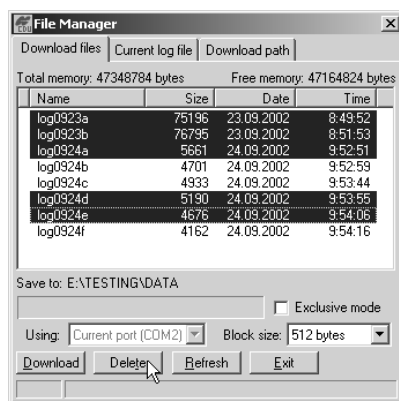 File Manager
Download files Current log file Download path
Total memory: 47348784 bytes Free memory: 47164824 bytes
Name Size Date Time
log0923a 75196 23.09.2002 8:49:52
log0923b 76795 23.09.2002 8:51:53
log0924a 5661 24.09.2002 9:52:51
log0924b 4701 24.09.2002 9:52:59
log0924c 4933 24.09.2002 9:53:44
log0924d 5190 24.09.2002 9:53:55
log0924e 4676 24.09.2002 9:54:06
log0924f 4162 24.09.2002 9:54:16
Save to: E:\TESTING\DATA
Exclusive mode
Using: Current port (COM2) Block size: 512 bytes
Download Delete Refresh Exit